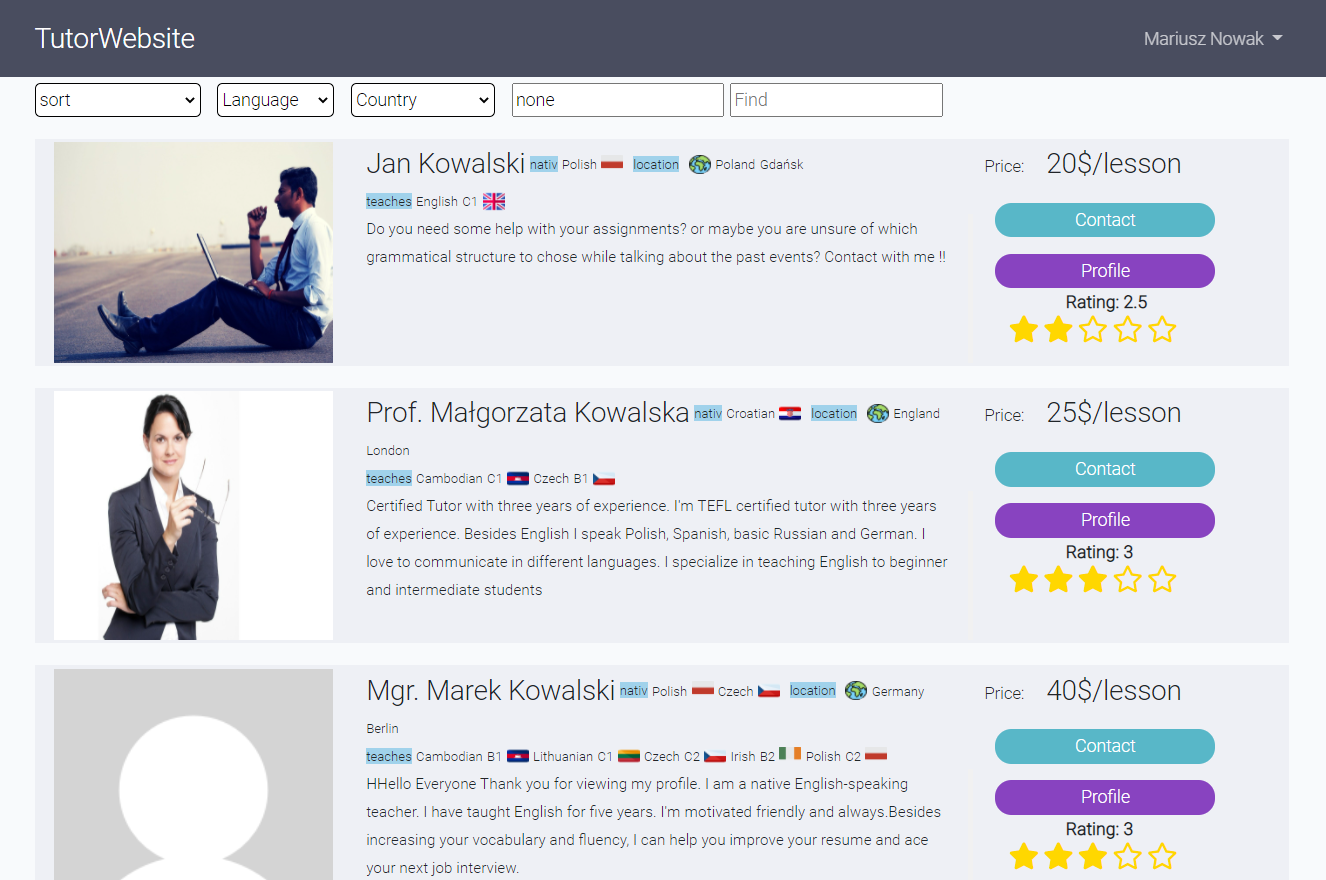 TutorWebsite
Mariusz Nowak
sort
Language
Country
none
Find
Jan Kowalski nativ Polish location Poland Gdańsk
teaches English C1
Do you need some help with your assignments? or maybe you are unsure of which
grammatical structure to chose while talking about the past events? Contact with me !!
Price: 20$/lesson
Contact
Profile
Rating: 2.5
Prof. Małgorzata Kowalska nativ Croatian location England
London
teaches Cambodian C1 Czech B1
Certified Tutor with three years of experience. I'm TEFL certified tutor with three years
of experience. Besides English I speak Polish, Spanish, basic Russian and German. I
love to communicate in different languages. I specialize in teaching English to beginner
and intermediate students
Price: 25$/lesson
Contact
Profile
Rating: 3
Mgr. Marek Kowalski nativ Polish Czech location Germany
Berlin
teaches Cambodian B1 Lithuanian C1 Czech C2 Irish B2 Polish C2
HHello Everyone Thank you for viewing my profile. I am a native English-speaking
teacher. I have taught English for five years. I'm motivated friendly and always.Besides
increasing your vocabulary and fluency, I can help you improve your resume and ace
your next job interview.
Price: 40$/lesson
Contact
Profile
Rating: 3